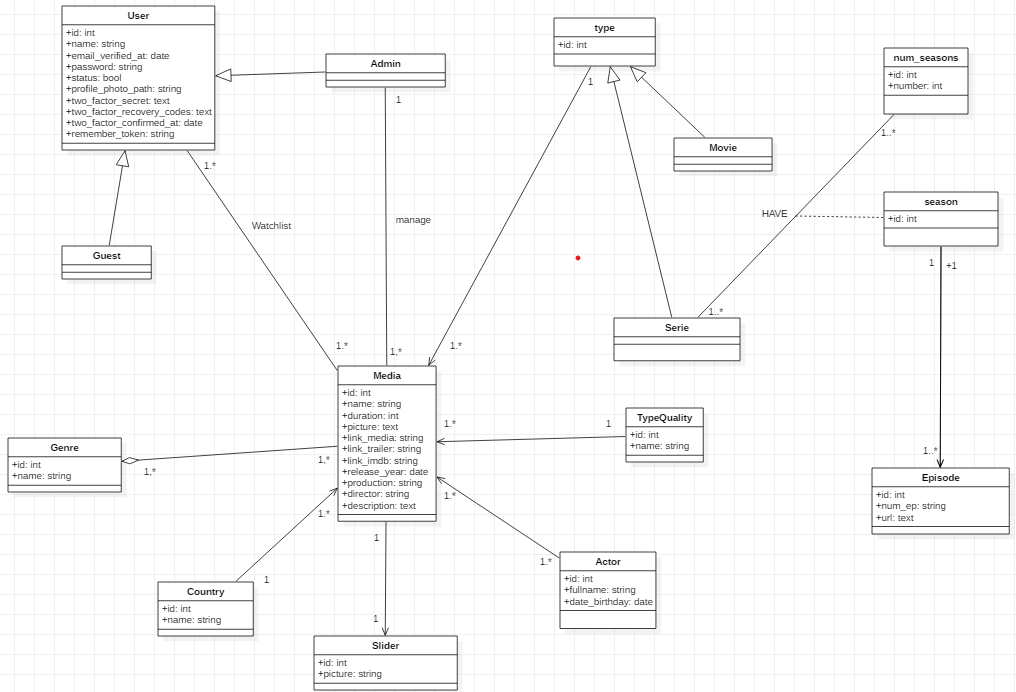 User
+id: int
+name: string
+email_verified_at: date
+password: string
+status: bool
+profile_photo_path: string
+two_factor_secret: text
+two_factor_recovery_codes: text
+two_factor_confirmed_at: date
+remember_token: string
Admin
1
type
+id: int
1
num_seasons
+id: int
+number: int
1..*
Movie
1.*
Watchlist
manage
HAVE
season
+id: int
1
+1
Guest
1..*
Serie
1.*
1,*
1.*
Media
+id: int
+name: string
+duration: int
+picture: text
+link_media: string
+link_trailer: string
+link_imdb: string
+release_year: date
+production: string
+director: string
+description: text
1.*
1
TypeQuality
+id: int
+name: string
Genre
+id: int
+name: string
1,*
1,*
1..*
Episode
+id: int
+num_ep: string
+url: text
1.*
1.*
1.*
Actor
+id: int
+fullname: string
+date_birthday: date
1
Country
+id: int
+name: string
1
1
Slider
+id: int
+picture: string